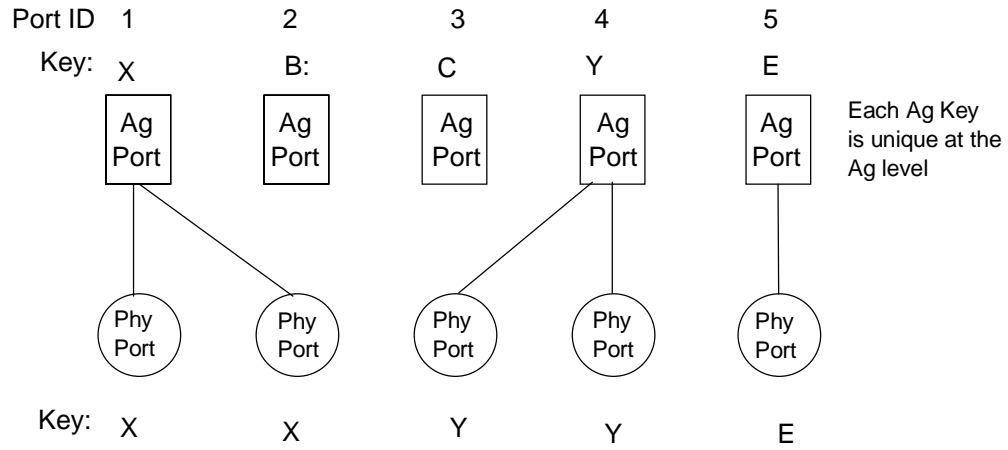 Port ID 1 2 3 4 5
Key: X B: C Y E
Ag Port
Ag Port
Ag Port
Ag Port
Ag Port
Each Ag Key
is unique at the
Ag level
Phy Port
Phy Port
Phy Port
Phy Port
Phy Port
Key: X X Y Y E